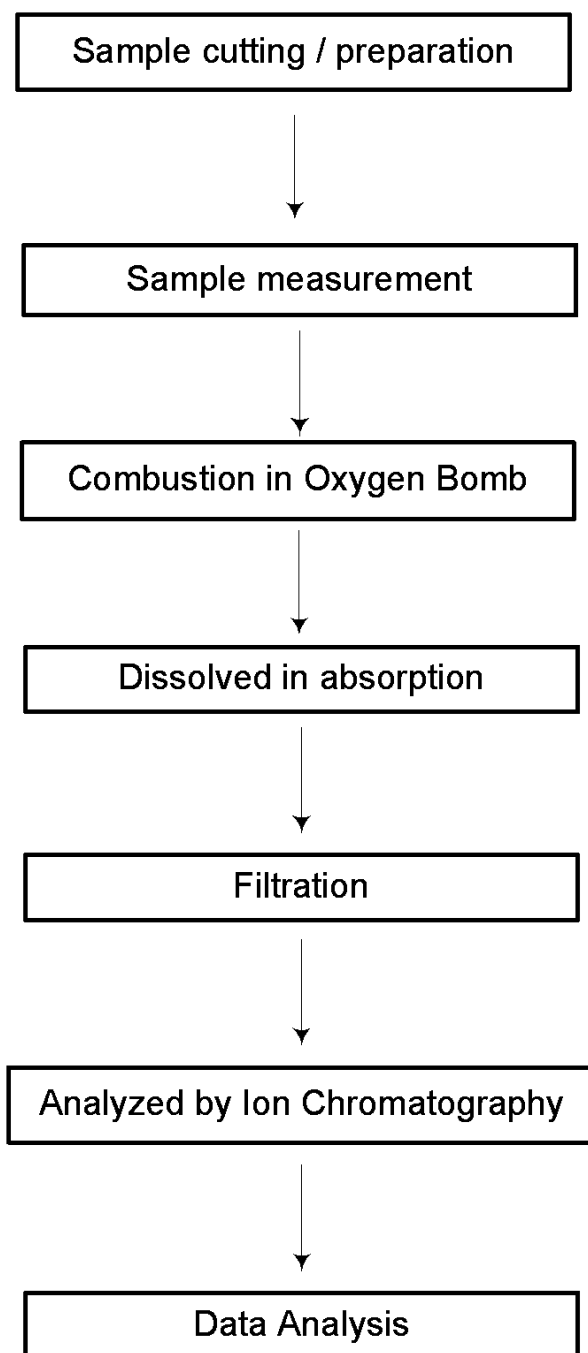 Sample cutting / preparation
Sample measurement
Combustion in Oxygen Bomb
Dissolved in absorption
Filtration
Analyzed by Ion Chromatography
Data Analysis